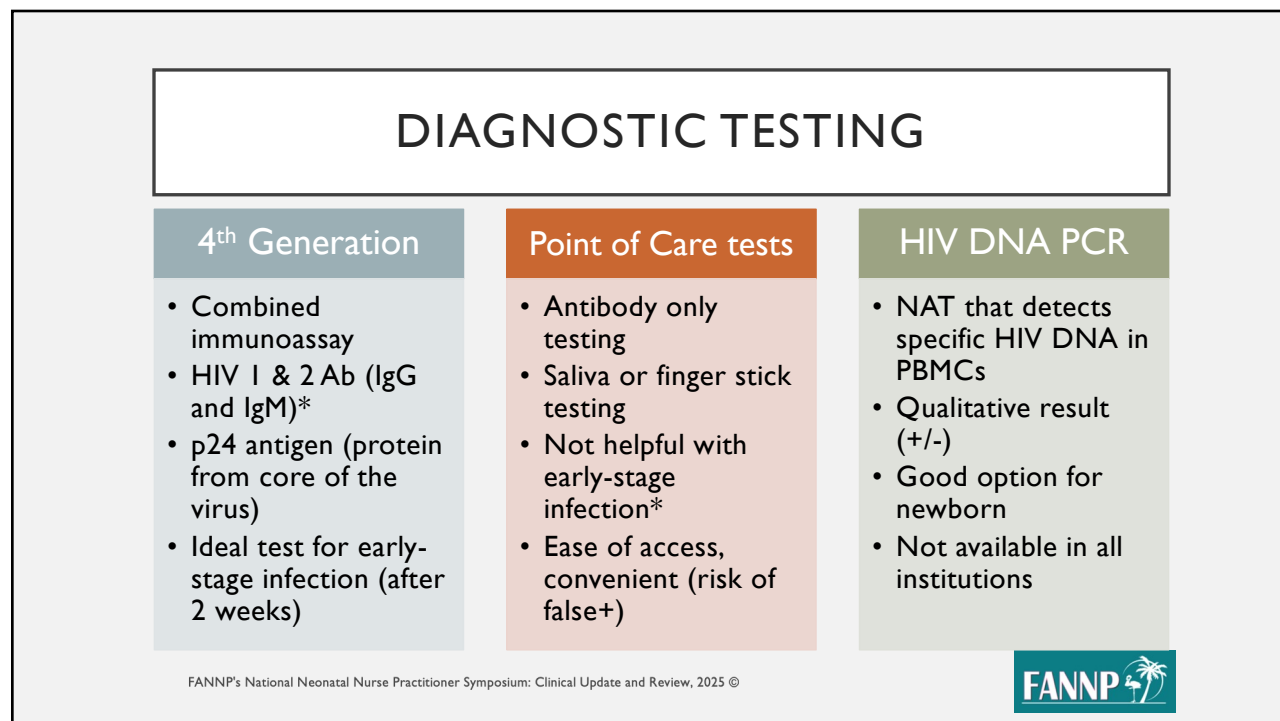 DIAGNOSTIC TESTING
4th Generation
• Combined
immunoassay
• HIV 1 & 2 Ab (IgG
and IgM)*
• p24 antigen (protein
from core of the
virus)
• Ideal test for early-
stage infection (after
2 weeks)
Point of Care tests
• Antibody only
testing
• Saliva or finger stick
testing
• Not helpful with
early-stage
infection*
• Ease of access,
convenient (risk of
false+)
HIV DNA PCR
• NAT that detects
specific HIV DNA in
PBMCs
• Qualitative result
(+/-)
• Good option for
newborn
• Not available in all
institutions
FANNP's National Neonatal Nurse Practitioner Symposium: Clinical Update and Review, 2025 ©
FANNP